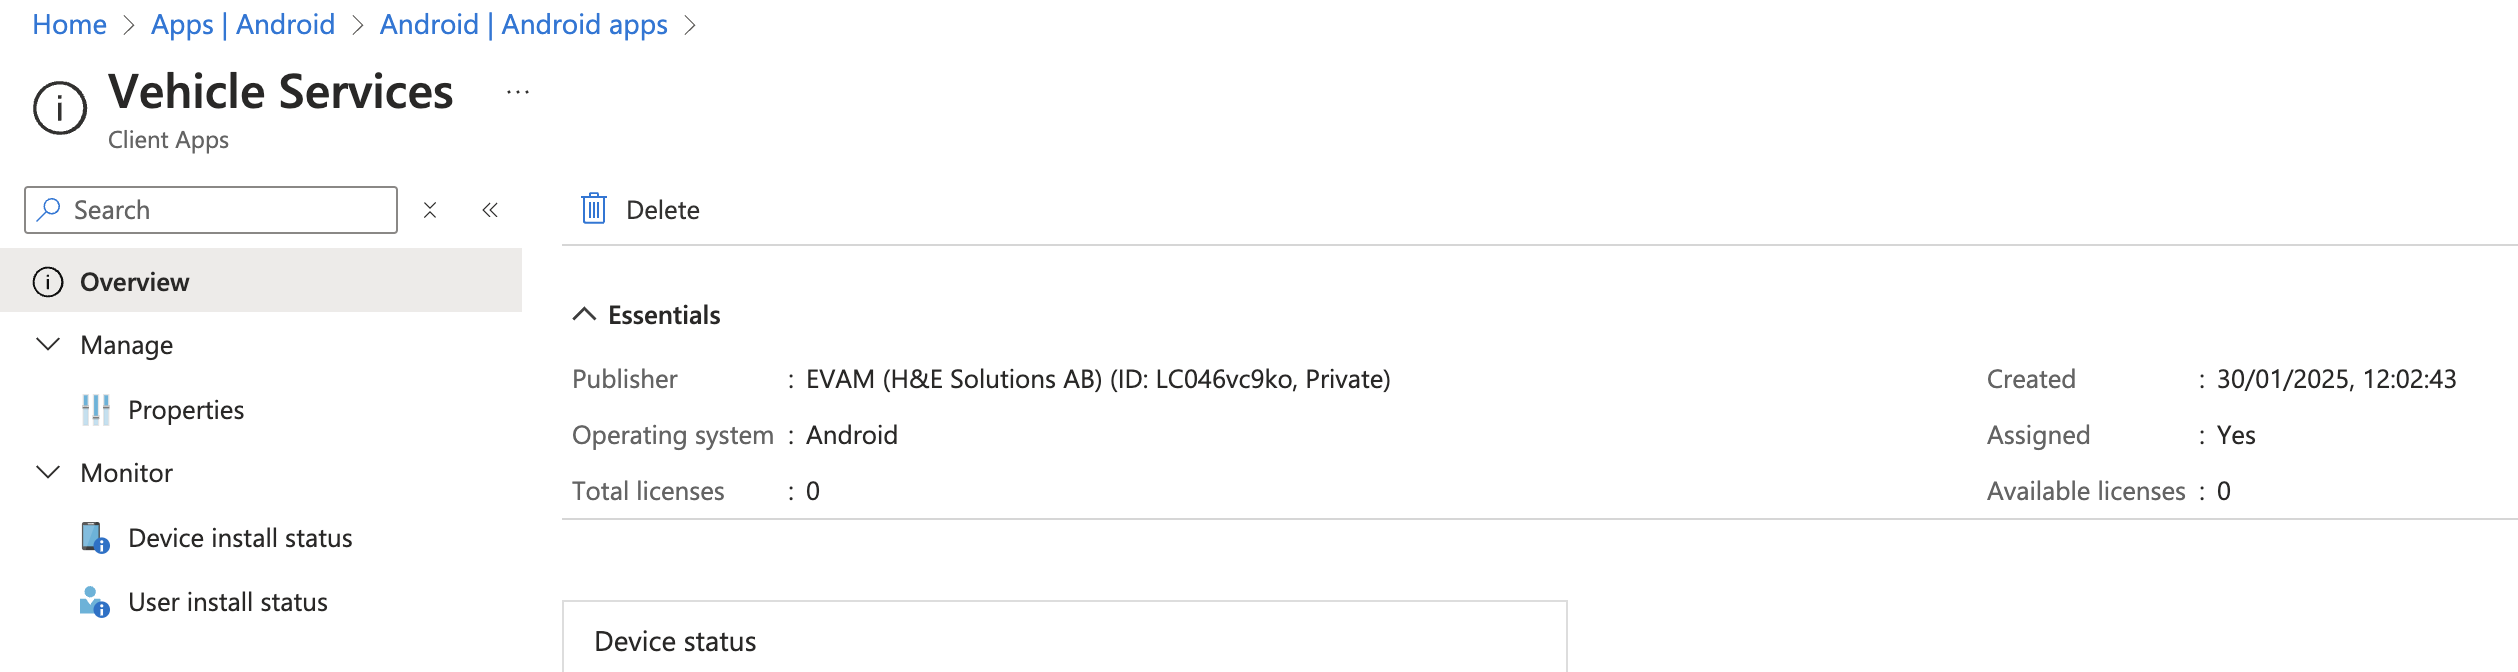 Home > Apps | Android > Android | Android apps >
Vehicle Services ...
Client Apps
Search
Delete
Overview
Manage
Properties
Monitor
Device install status
User install status
Essentials
Publisher : EVAM (H&E Solutions AB) (ID: LC046vc9ko, Private)
Operating system : Android
Total licenses : 0
Created : 30/01/2025, 12:02:43
Assigned : Yes
Available licenses : 0
Device status